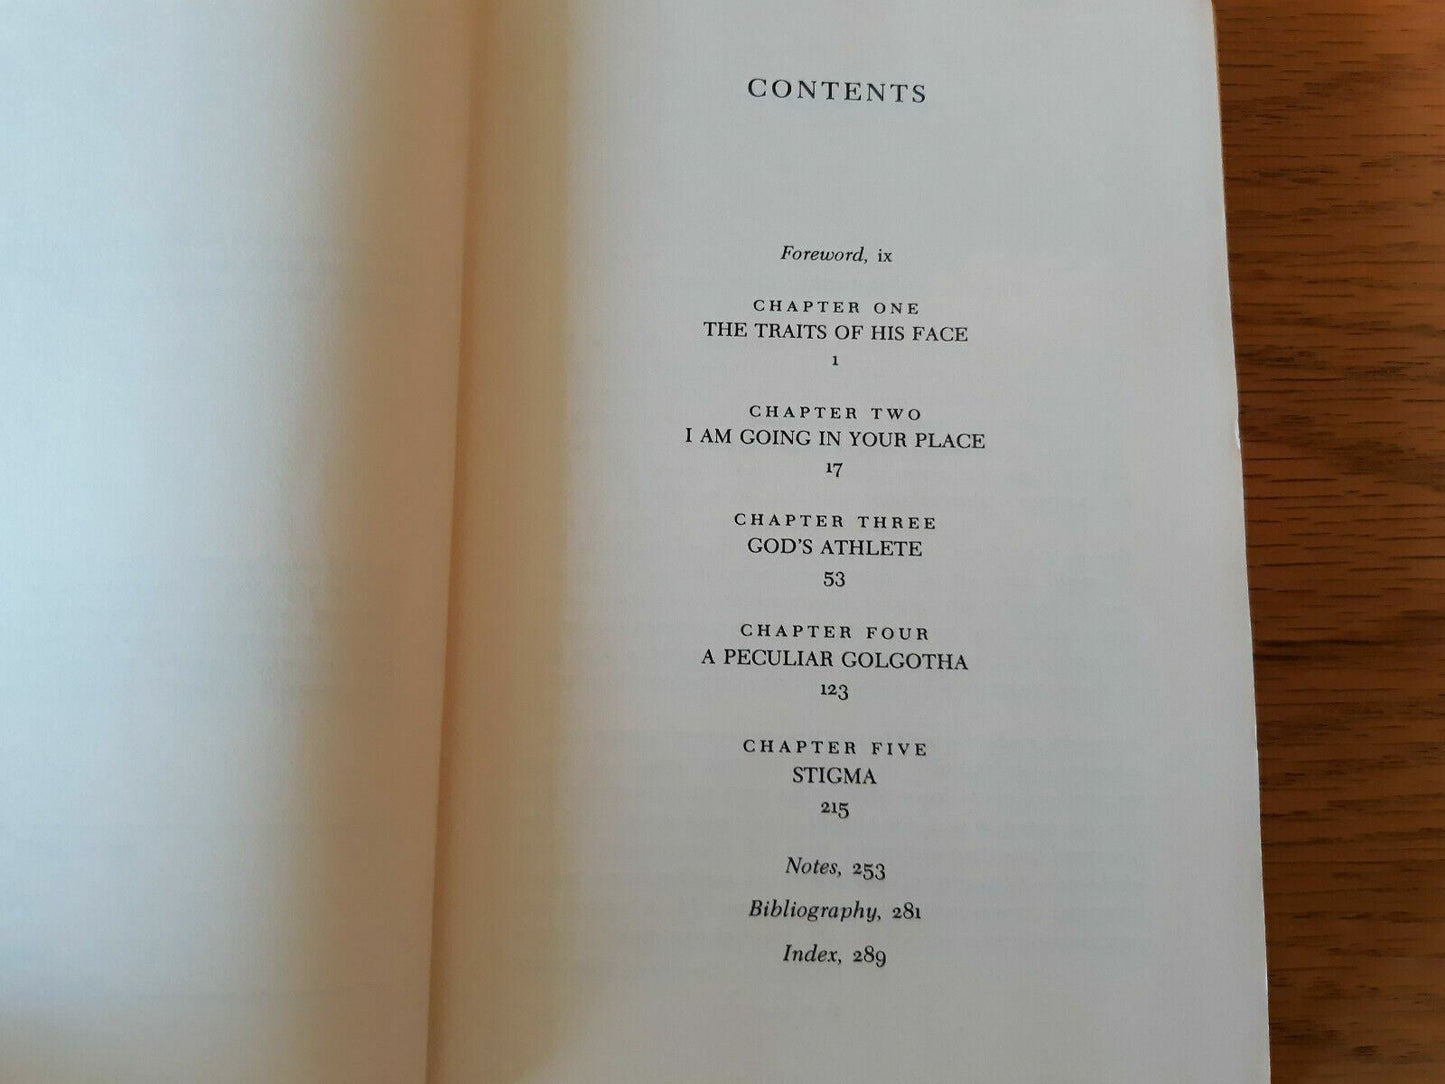 CONTENTS
Foreword, ix
CHAPTER ONE
THE TRAITS OF HIS FACE
1
CHAPTER TWO
I AM GOING IN YOUR PLACE
17
CHAPTER THREE
GOD'S ATHLETE
53
CHAPTER FOUR
A PECULIAR GOLGOTHA
123
CHAPTER FIVE
STIGMA
215
Notes, 253
Bibliography, 281
Index, 289